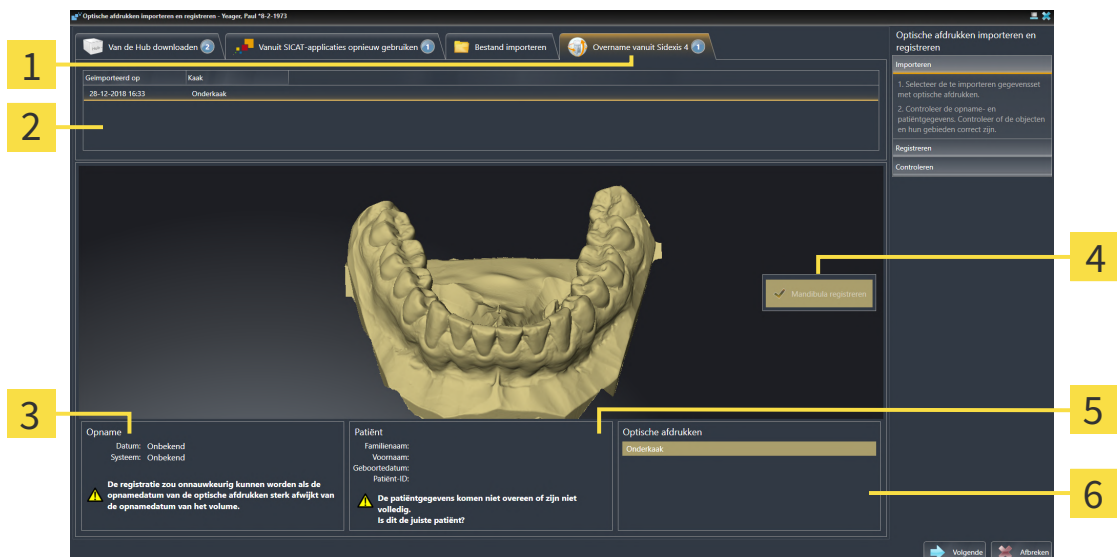 Optische afdrukken importeren en registreren - Yeager, Paul *8-2-1973
Van de Hub downloaden 2
Vanuit SICAT-applicaties opnieuw gebruiken 1
Bestand importeren
Overname vanuit Sidexis 4 1
1
Geïmporteerd op
Kaak
28-12-2018 16:33
Onderkaak
2
Optische afdrukken importeren en
registreren
Importeren
1. Selecteer de te importeren gegevensset
met optische afdrukken.
2. Controleer de opname- en
patiëntgegevens. Controleer of de objecten
en hun gebieden correct zijn.
Registreren
Controleren
4
Mandibula registreren
3
Opname
Datum: Onbekend
Systeem: Onbekend
De registratie zou onnauwkeurig kunnen worden als de
opnamedatum van de optische afdrukken sterk afwijkt van
de opnamedatum van het volume.
Patiënt
Familienaam:
Voornaam:
Geboortedatum:
Patiënt-ID:
De patiëntgegevens komen niet overeen of zijn niet
volledig.
Is dit de juiste patiënt?
5
Optische afdrukken
Onderkaak
6
Volgende
Afbreken